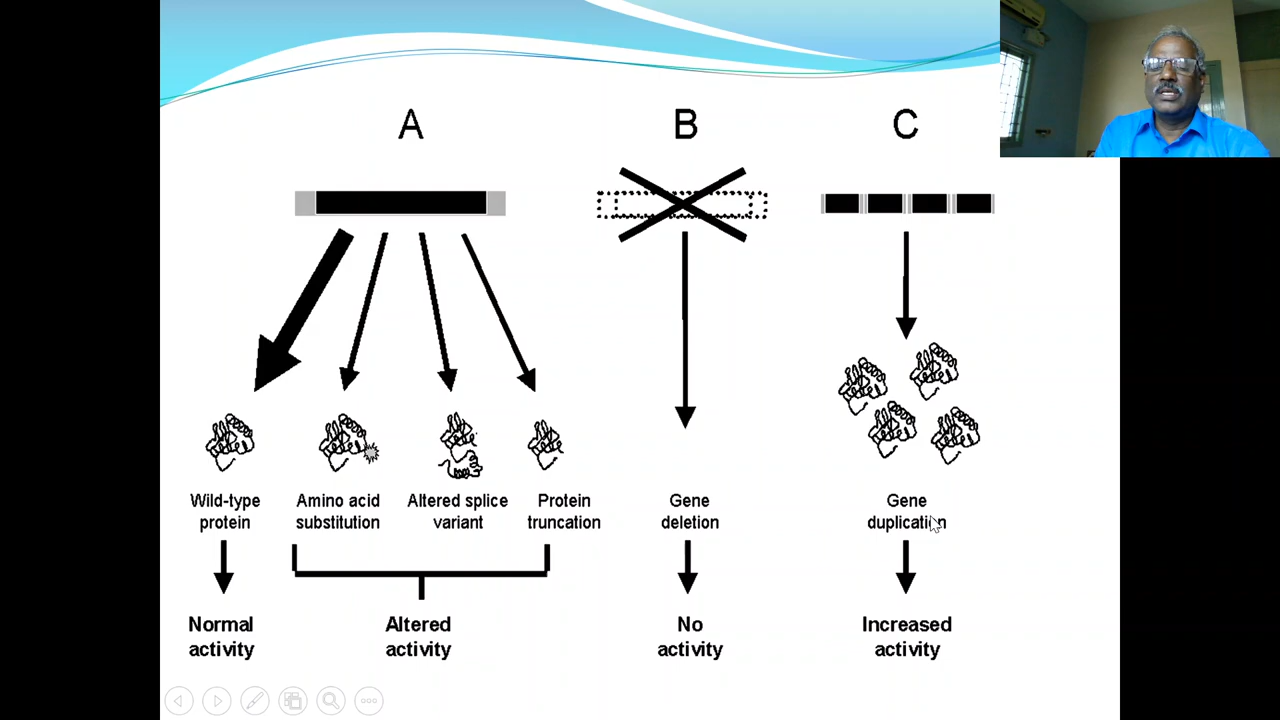 A
B
C
Wild-type
protein
Amino acid
substitution
Altered splice
variant
Protein
truncation
Gene
deletion
Gene
duplication
Normal
activity
Altered
activity
No
activity
Increased
activity